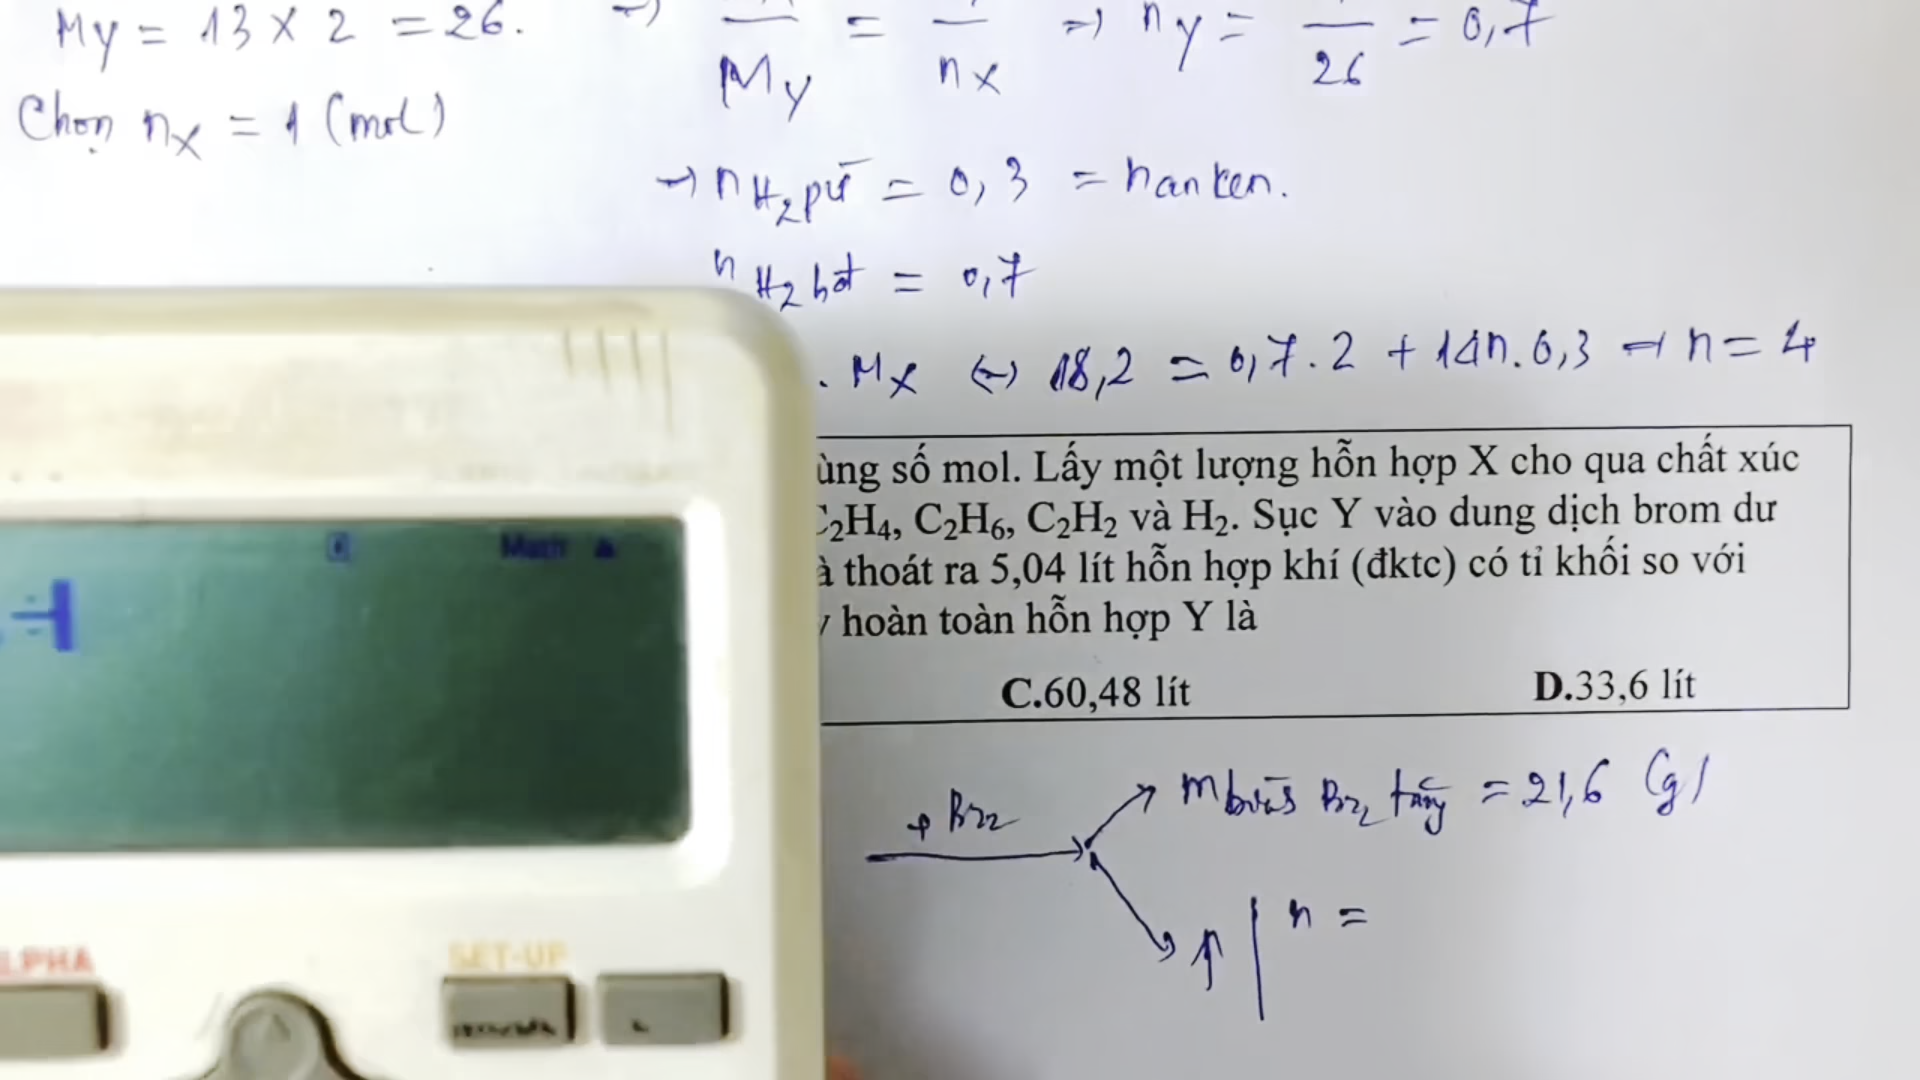 My = 13 x 2 = 26.
My = nx => ny = 26 = 0,7
Chọn nx = 1 (mol)
→ nH₂pứ = 0,3 = nanken.
nH₂ bđ = 0,7
. Mx ↔ 18,2 = 0,7.2 + 14n.0,3 → n = 4
ùng số mol. Lấy một lượng hỗn hợp X cho qua chất xúc
C₂H₄, C₂H₆, C₂H₂ và H₂. Sục Y vào dung dịch brom dư
à thoát ra 5,04 lít hỗn hợp khí (đktc) có tỉ khối so với
y hoàn toàn hỗn hợp Y là
C.60,48 lít
D.33,6 lít
+ Br₂
m bình Br₂ tăng = 21,6 (g)
↑ | n =
Math
ALPHA
SET-UP